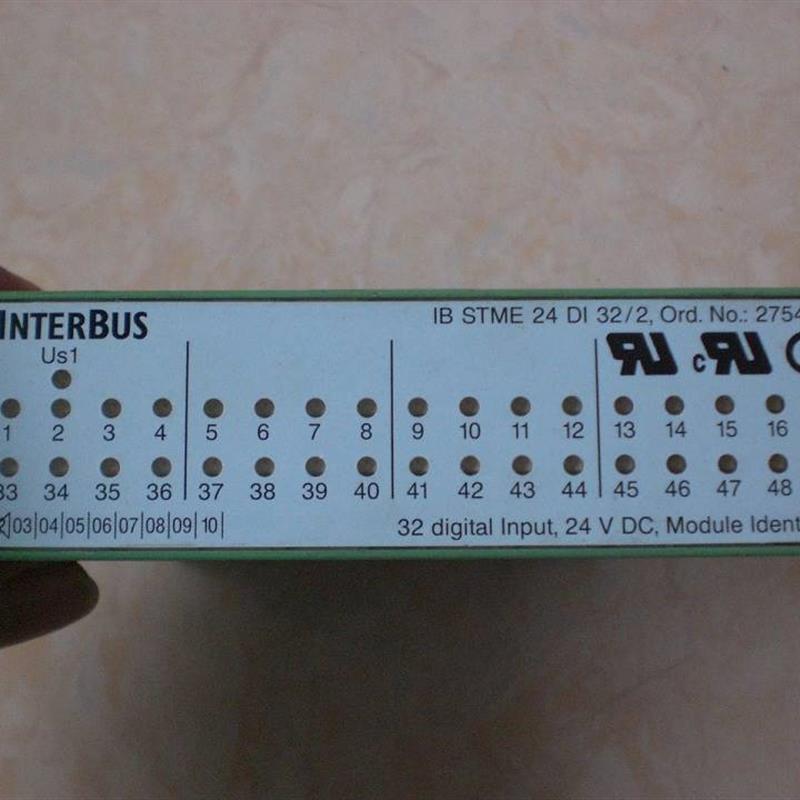 INTERBUS
IB STME 24 DI 32/2, Ord. No.: 2754
Us1
1 2 3 4 5 6 7 8 9 10 11 12 13 14 15 16
33 34 35 36 37 38 39 40 41 42 43 44 45 46 47 48
03|04|05|06|07|08|09|10|
32 digital Input, 24 V DC, Module Ident